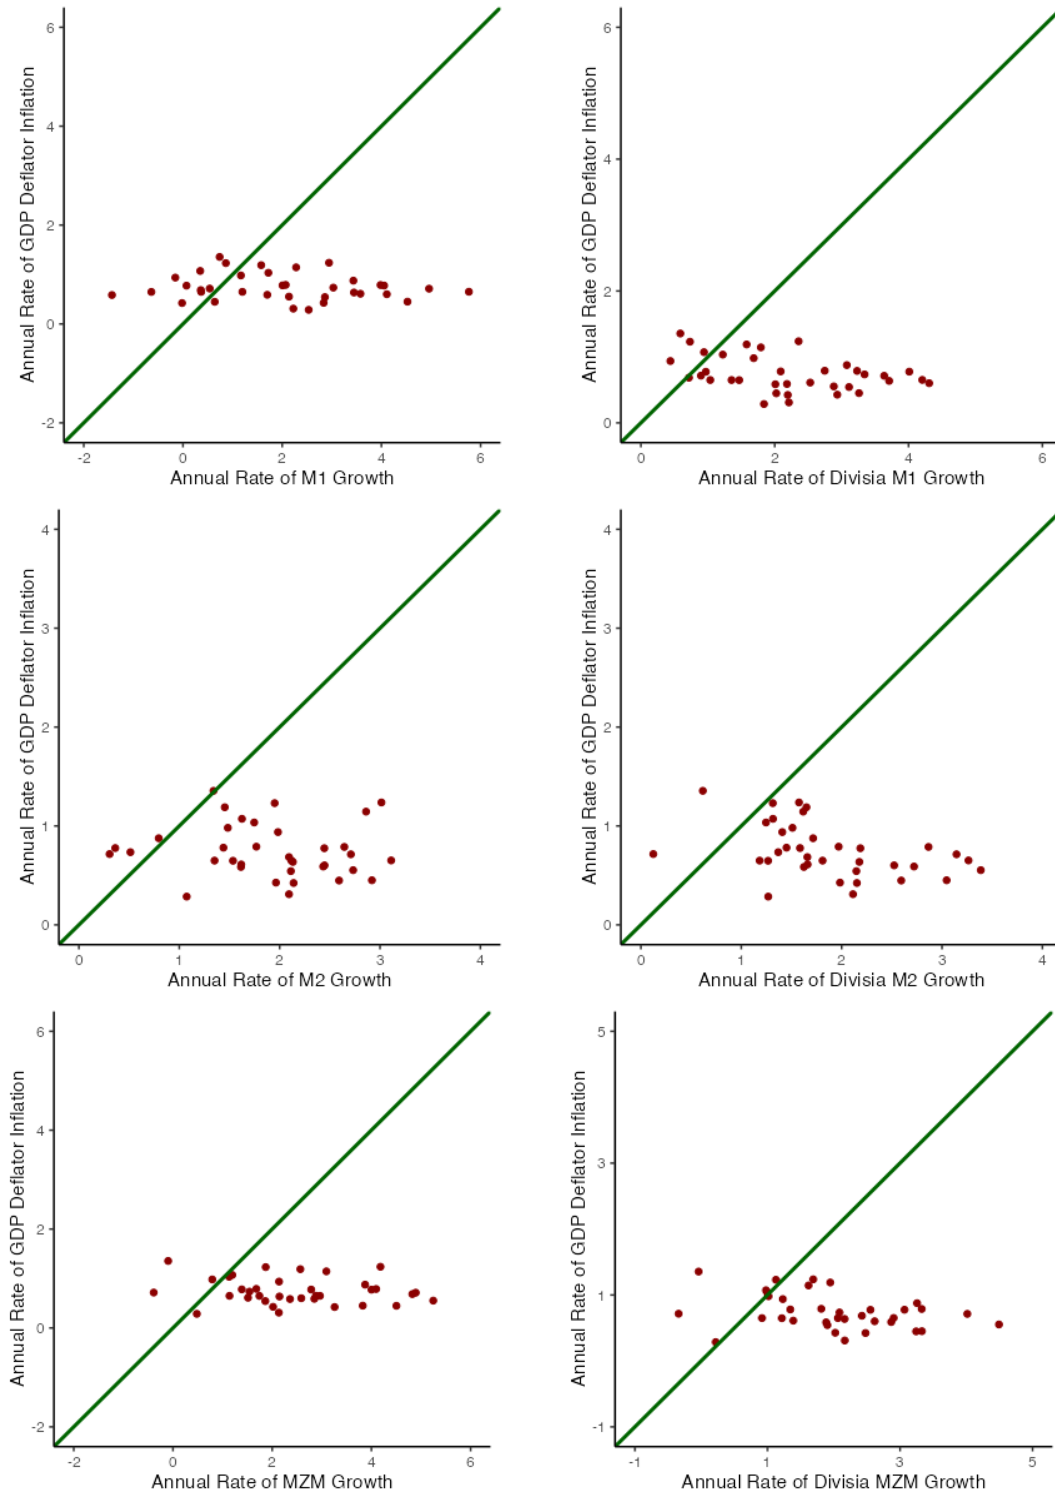 Annual Rate of GDP Deflator Inflation
6
4
2
0
-2
-2 0 2 4 6
Annual Rate of M1 Growth
Annual Rate of GDP Deflator Inflation
6
4
2
0
0 2 4 6
Annual Rate of Divisia M1 Growth
Annual Rate of GDP Deflator Inflation
4
3
2
1
0
0 1 2 3 4
Annual Rate of M2 Growth
Annual Rate of GDP Deflator Inflation
4
3
2
1
0
0 1 2 3 4
Annual Rate of Divisia M2 Growth
Annual Rate of GDP Deflator Inflation
6
4
2
0
-2
-2 0 2 4 6
Annual Rate of MZM Growth
Annual Rate of GDP Deflator Inflation
5
3
1
-1
-1 1 3 5
Annual Rate of Divisia MZM Growth